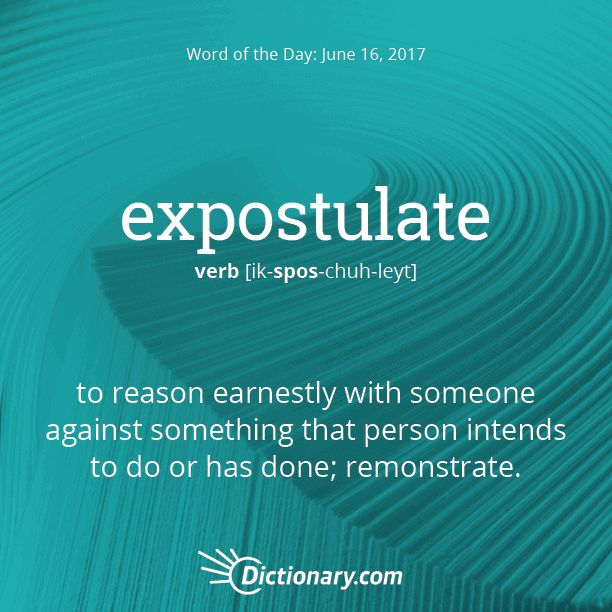 Word of the Day: June 16, 2017
expostulate
verb [ik-spos-chuh-leyt]
to reason earnestly with someone
against something that person intends
to do or has done; remonstrate.
Dictionary.com